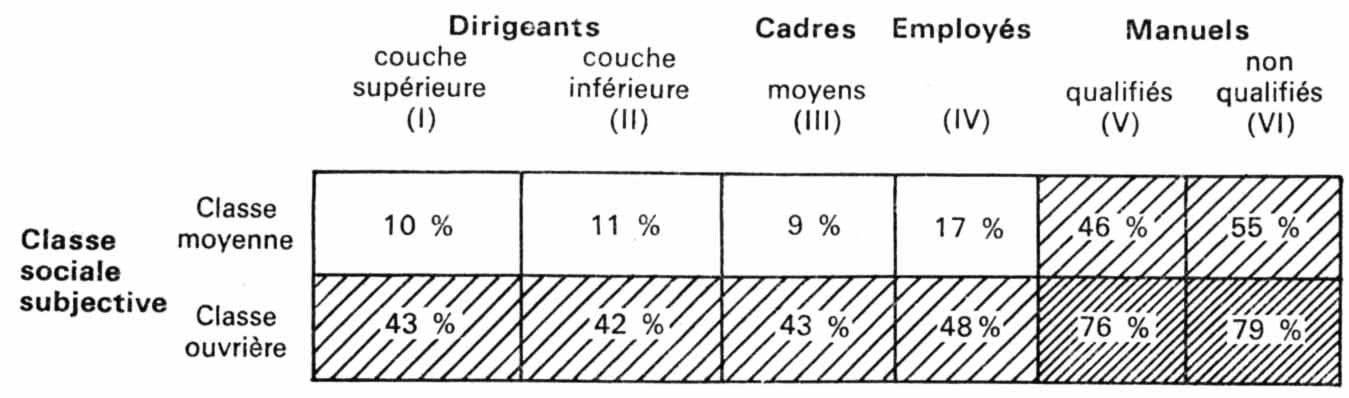 Dirigeants Cadres Employés Manuels
couche couche non
supérieure inférieure moyens qualifiés qualifiés
(I) (II) (III) (IV) (V) (VI)
Classe moyenne 10 % 11 % 9 % 17 % 46 % 55 %
Classe sociale subjective
Classe ouvrière 43 % 42 % 43 % 48% 76 % 79 %